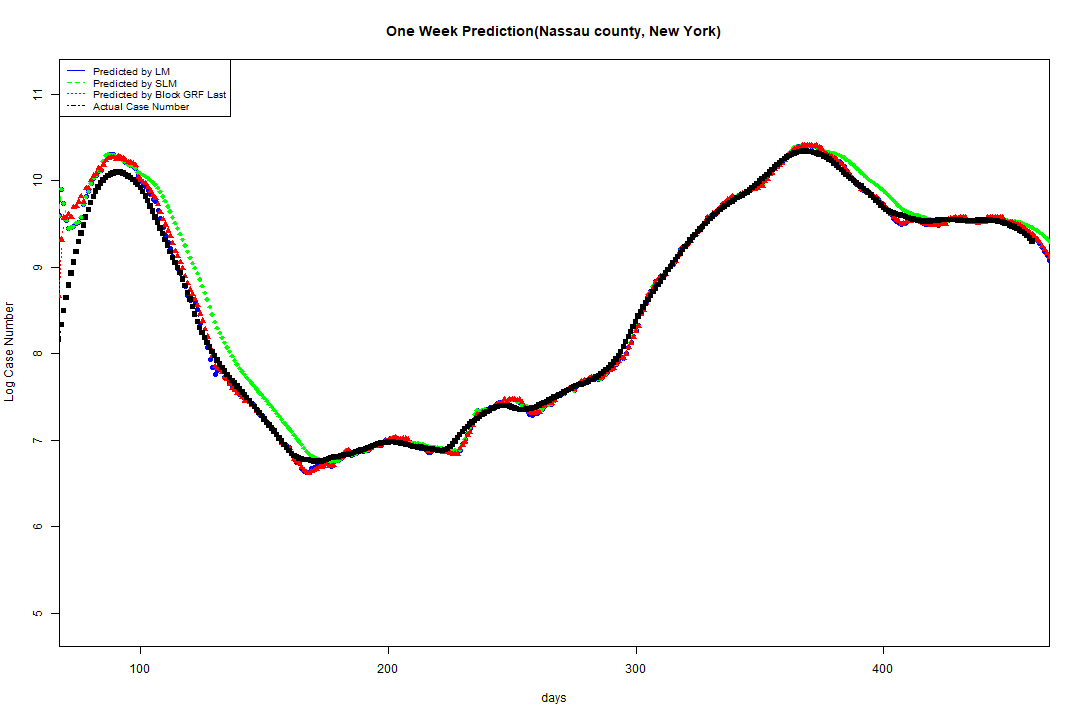 One Week Prediction(Nassau county, New York)
Predicted by LM
Predicted by SLM
Predicted by Block GRF Last
Actual Case Number
11
10
9
8
7
6
5
Log Case Number
100 200 300 400
days